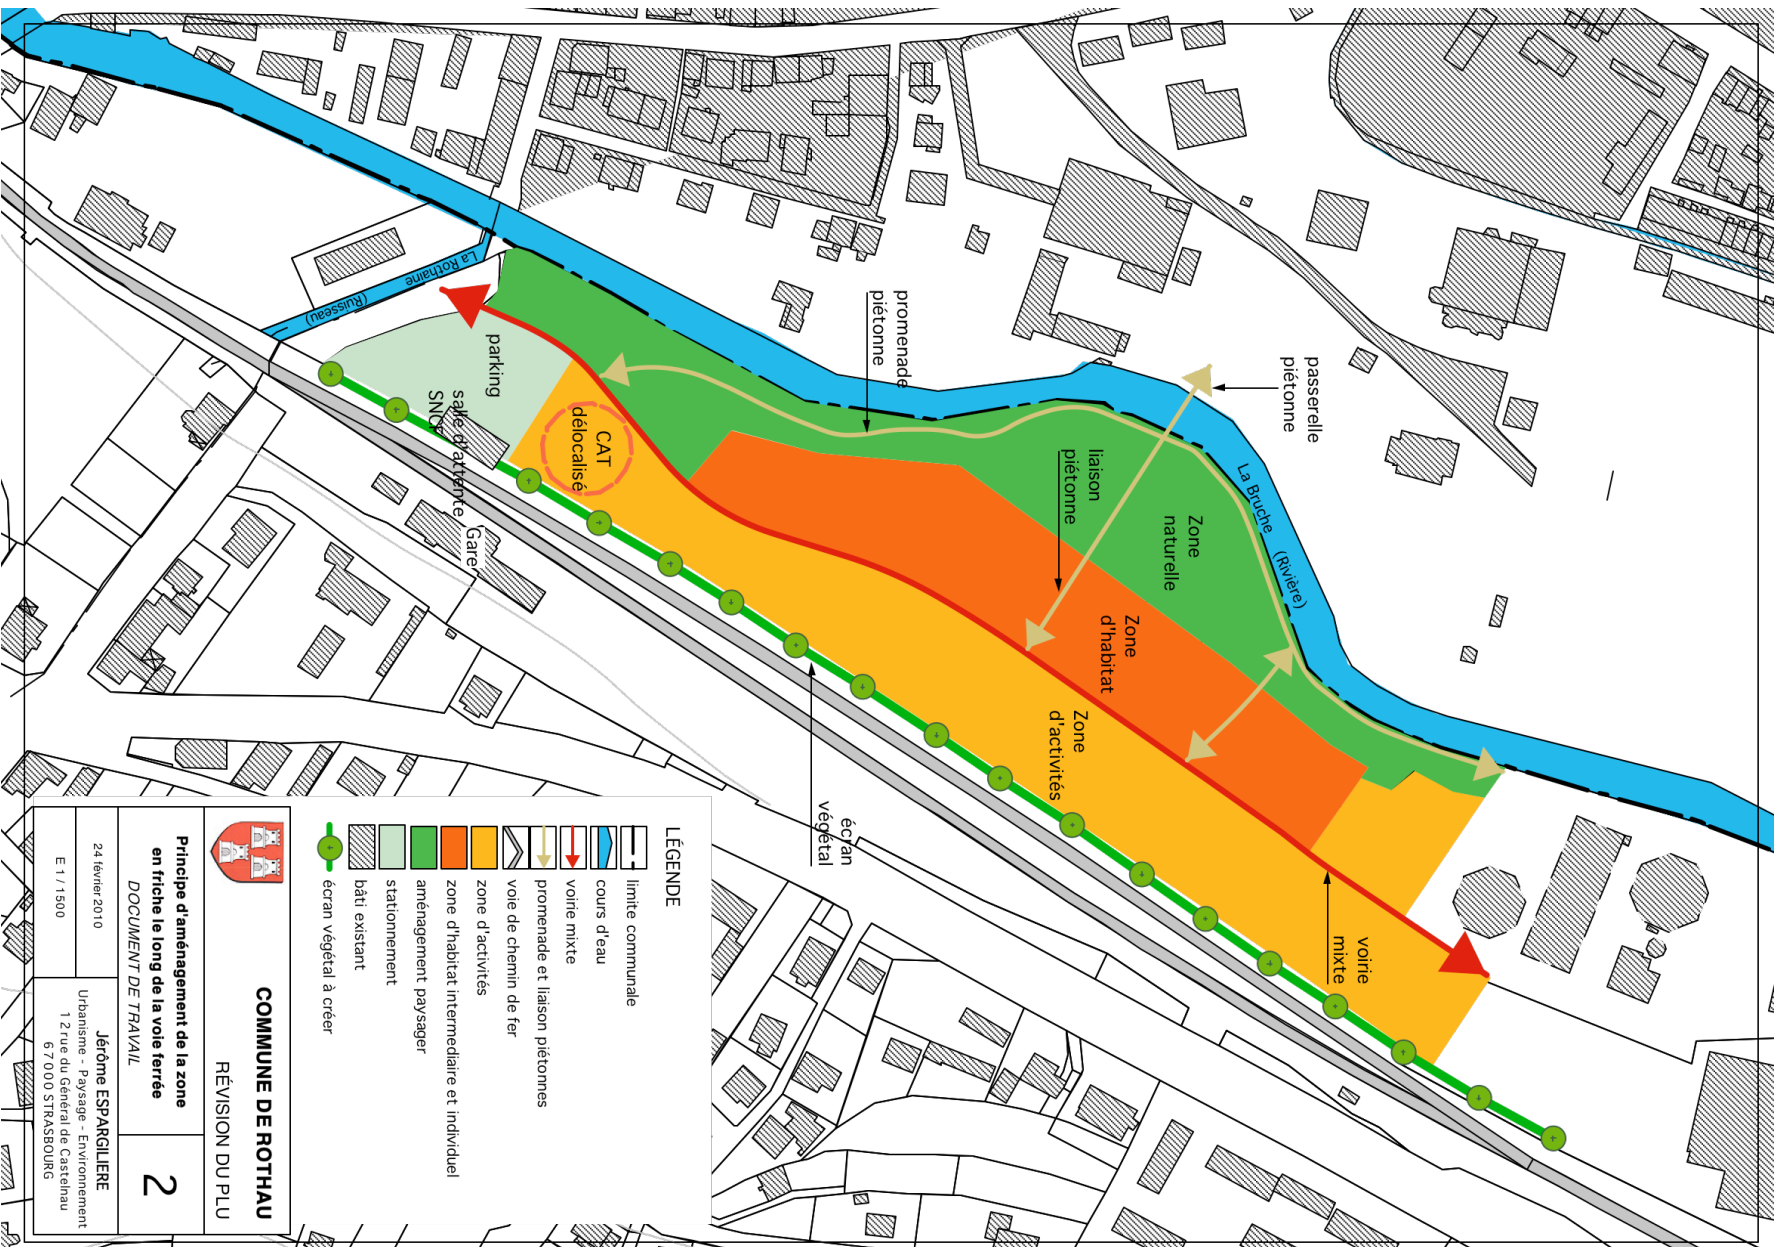 passerelle
piétonne
promenade
piétonne
La Rothaine
(Ruisseau)
parking
salle d'attente
SNCF
CAT
délocalisé
Gare
liaison
piétonne
La Bruche
(Rivière)
Zone
naturelle
Zone
d'habitat
Zone
d'activités
écran
végétal
voirie
mixte
LÉGENDE
limite communale
cours d'eau
voirie mixte
promenade et liaison piétonnes
voie de chemin de fer
zone d'activités
zone d'habitat intermediaire et individuel
aménagement paysager
stationnement
bâti existant
écran végétal à créer
COMMUNE DE ROTHAU
RÉVISION DU PLU
Principe d'aménagement de la zone
en friche le long de la voie ferrée
DOCUMENT DE TRAVAIL
2
24 février 2010
E 1 / 1500
Jérôme ESPARGILIERE
Urbanisme - Paysage - Environnement
12 rue du Général de Castelnau
67000 STRASBOURG